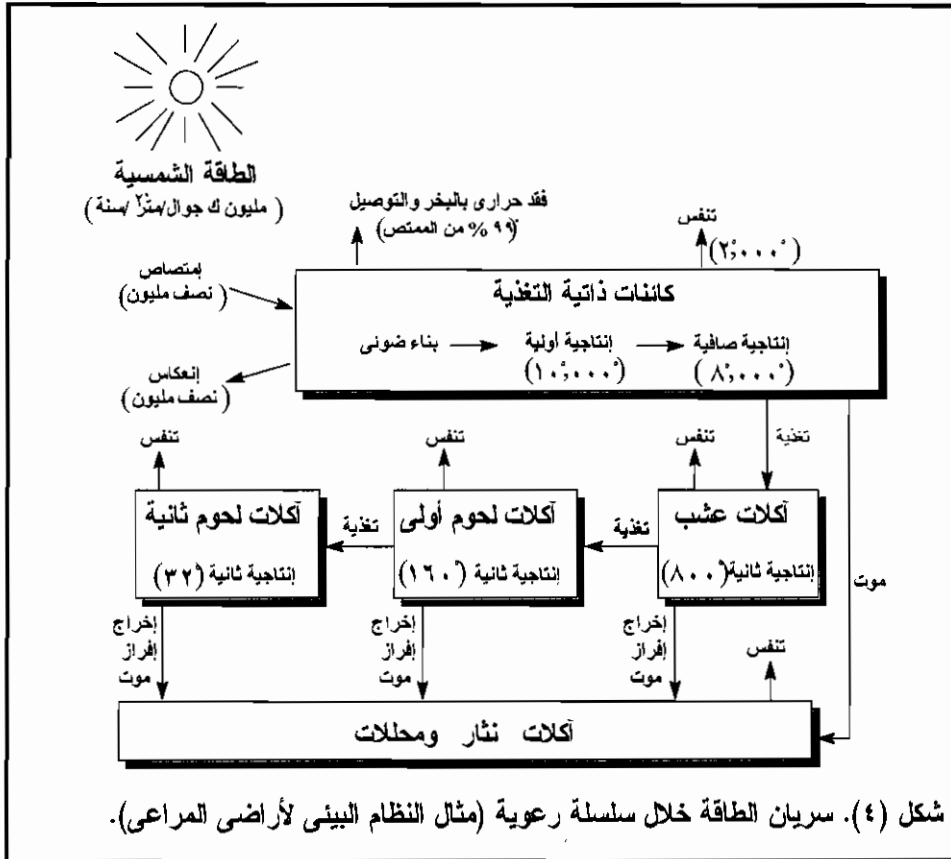 الطاقة الشمسية
( مليون ك جوال/متر٢ /سنة)
فقد حرارى بالبخر والتوصيل
(٩٩ % من الممتص)
تنفس
(٢,٠٠٠)
إمتصاص
(نصف مليون)
إنعكاس
(نصف مليون)
كائنات ذاتية التغذية
بناء ضوئى
إنتاجية أولية
(١٠,٠٠٠)
إنتاجية صافية
(٨,٠٠٠)
تغذية
موت
تنفس
تنفس
تنفس
آكلات عشب
إنتاجية ثانية(٨٠٠)
تغذية
آكلات لحوم أولى
إنتاجية ثانية (١٦٠)
تغذية
آكلات لحوم ثانية
إنتاجية ثانية (٣٢)
إخراج
إفراز
موت
إخراج
إفراز
موت
إخراج
إفراز
موت
تنفس
آكلات نثار ومحللات
شكل (٤). سريان الطاقة خلال سلسلة رعوية (مثال النظام البيئى لأراضى المراعى).